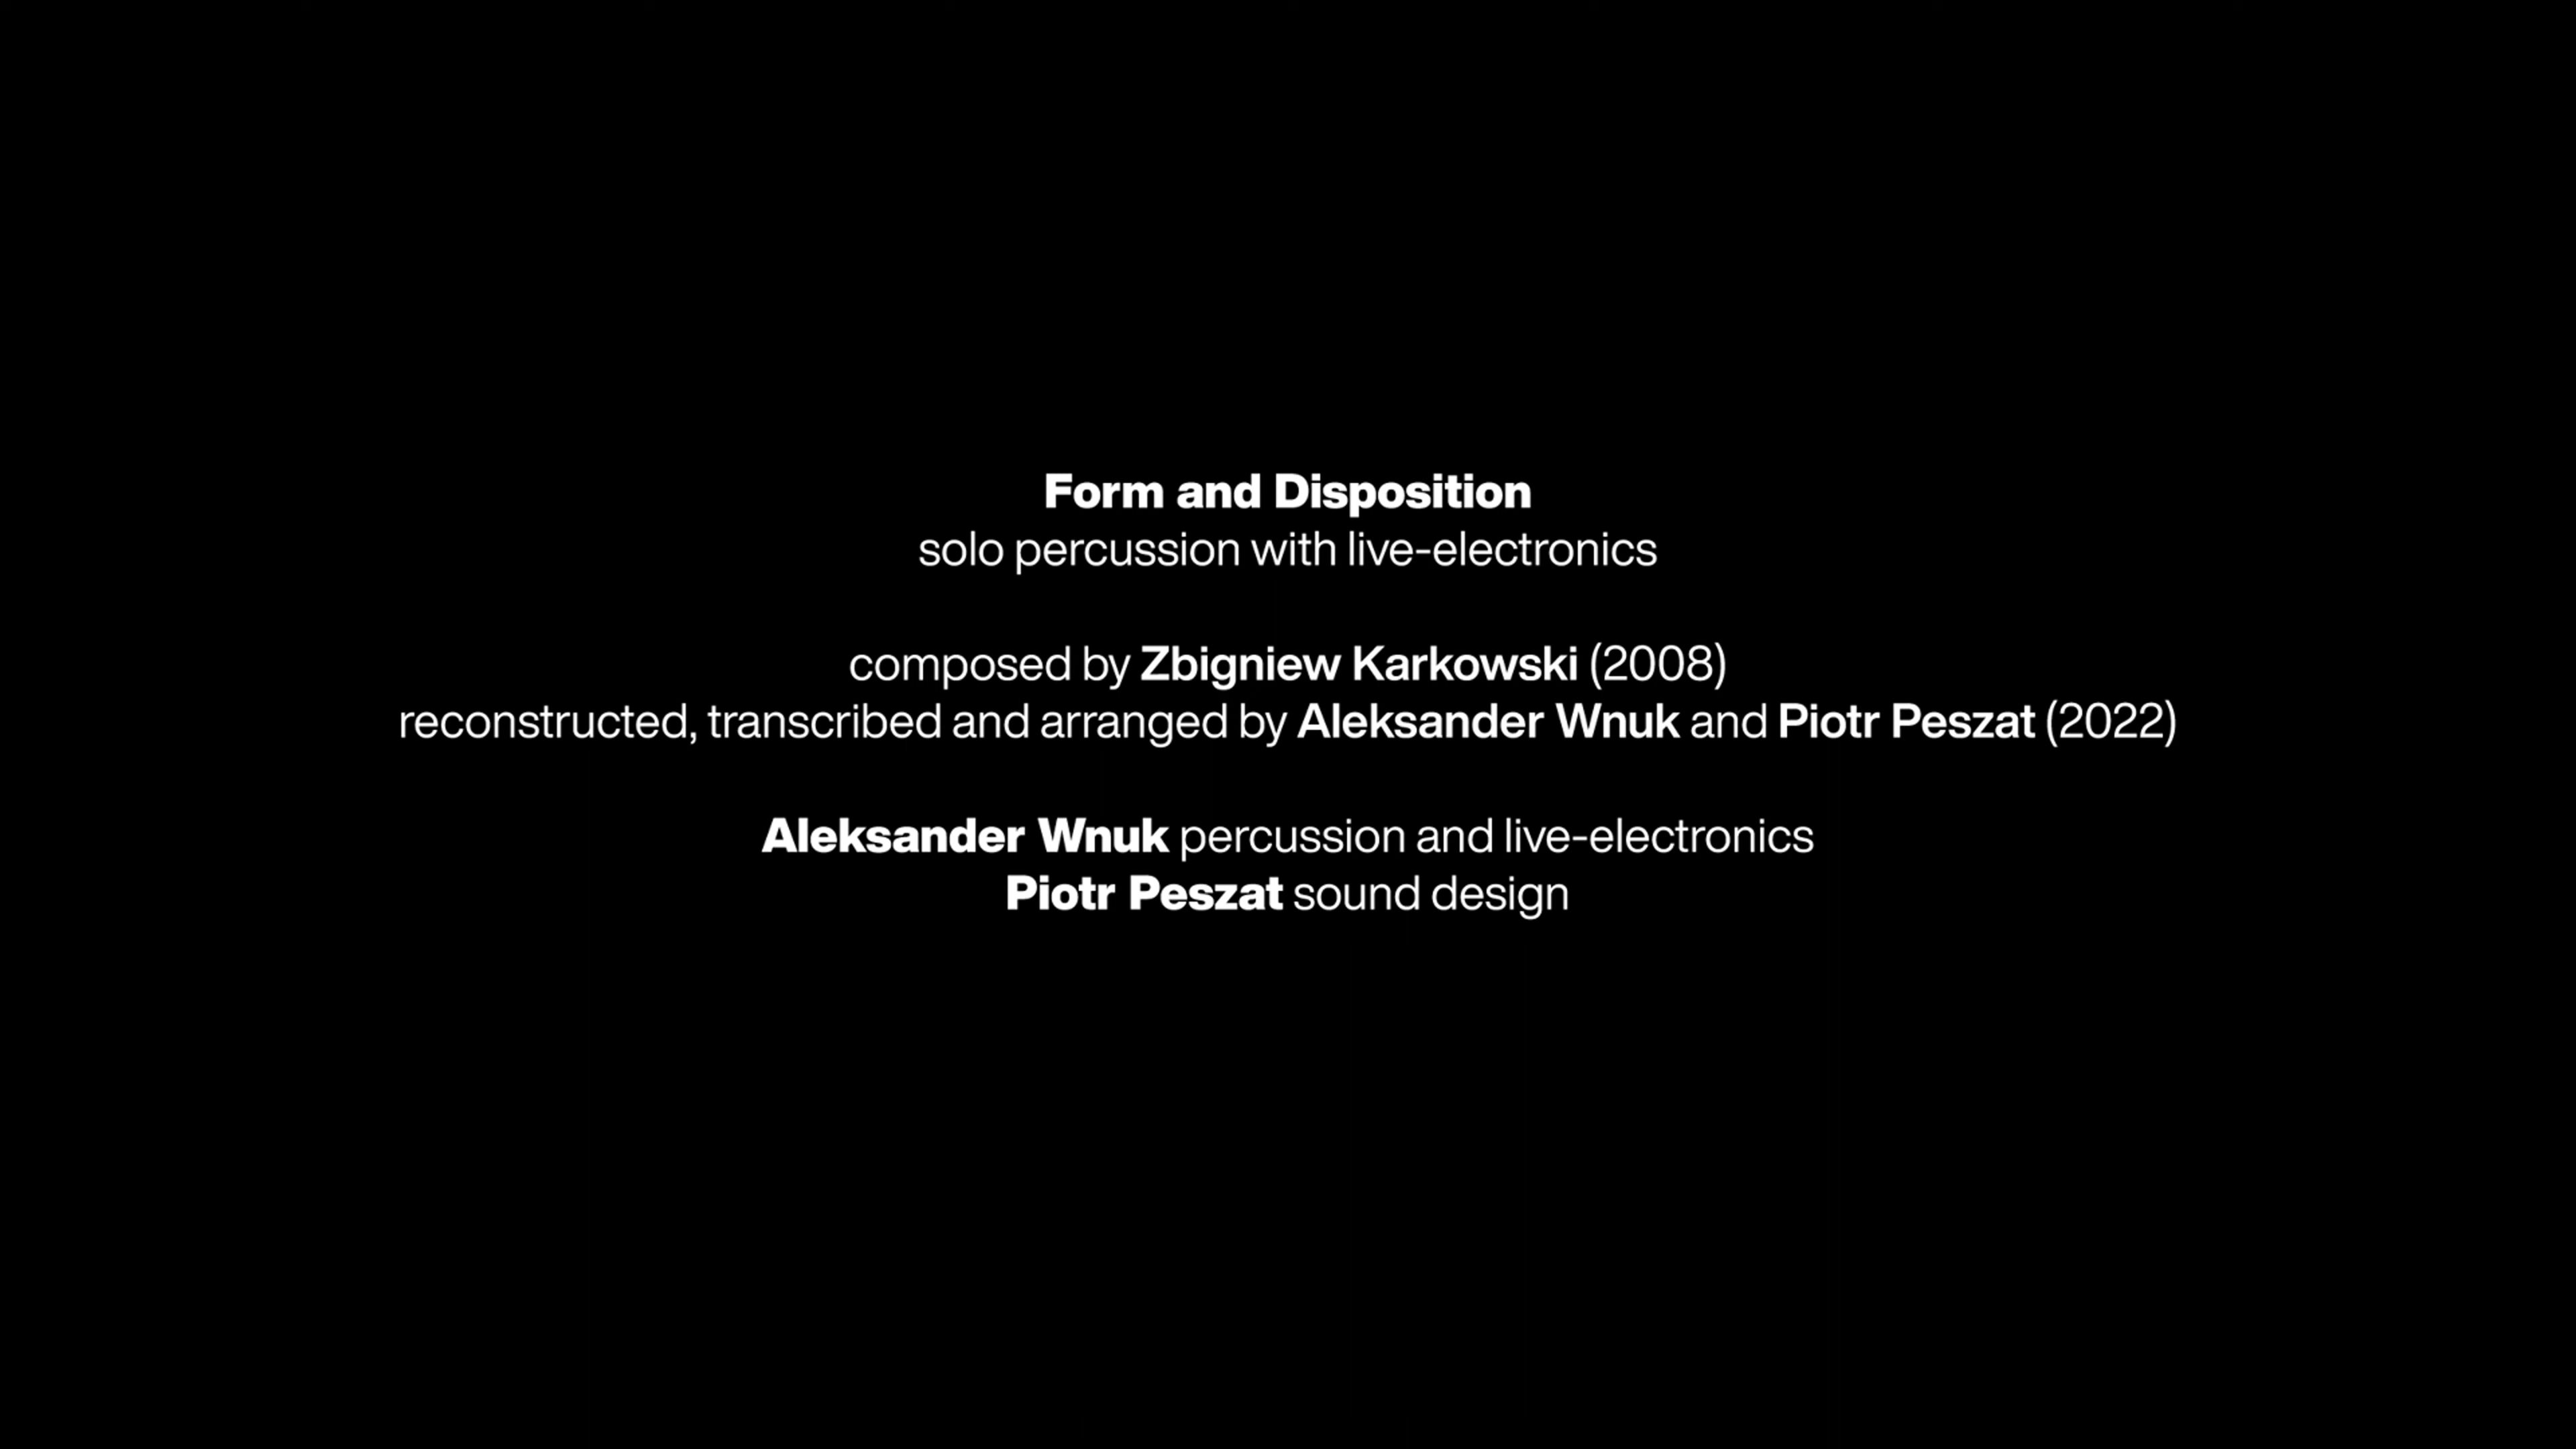 Form and Disposition
solo percussion with live-electronics
composed by Zbigniew Karkowski (2008)
reconstructed, transcribed and arranged by Aleksander Wnuk and Piotr Peszat (2022)
Aleksander Wnuk percussion and live-electronics
Piotr Peszat sound design